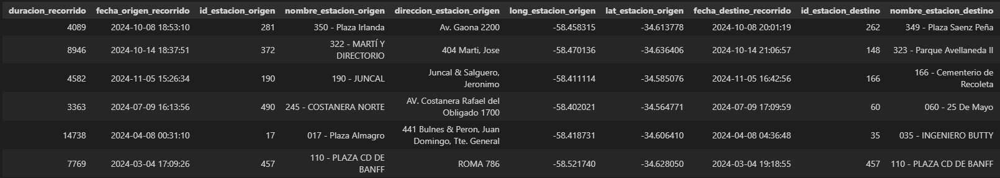 duracion_recorrido fecha_origen_recorrido id_estacion_origen nombre_estacion_origen direccion_estacion_origen long_estacion_origen lat_estacion_origen fecha_destino_recorrido id_estacion_destino nombre_estacion_destino
4089 2024-10-08 18:53:10 281 350 - Plaza Irlanda Av. Gaona 2200 -58.458315 -34.613778 2024-10-08 20:01:19 262 349 - Plaza Saenz Peña
8946 2024-10-14 18:37:51 372 322 - MARTÍ Y DIRECTORIO 404 Marti, Jose -58.470136 -34.636406 2024-10-14 21:06:57 148 323 - Parque Avellaneda II
4582 2024-11-05 15:26:34 190 190 - JUNCAL Juncal & Salguero, Jeronimo -58.411114 -34.585076 2024-11-05 16:42:56 166 166 - Cementerio de Recoleta
3363 2024-07-09 16:13:56 490 245 - COSTANERA NORTE AV. Costanera Rafael del Obligado 1700 -58.402021 -34.564771 2024-07-09 17:09:59 60 060 - 25 De Mayo
14738 2024-04-08 00:31:10 17 017 - Plaza Almagro 441 Bulnes & Peron, Juan Domingo, Tte. General -58.418731 -34.606410 2024-04-08 04:36:48 35 035 - INGENIERO BUTTY
7769 2024-03-04 17:09:26 457 110 - PLAZA CD DE BANFF ROMA 786 -58.521740 -34.628050 2024-03-04 19:18:55 457 110 - PLAZA CD DE BANFF